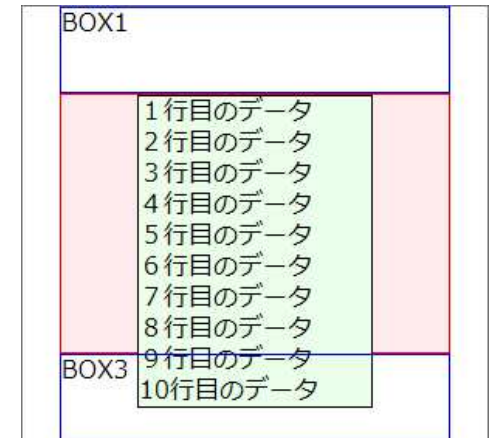 BOX1
１行目のデータ
２行目のデータ
３行目のデータ
４行目のデータ
５行目のデータ
６行目のデータ
７行目のデータ
８行目のデータ
９行目のデータ
BOX3
10行目のデータ